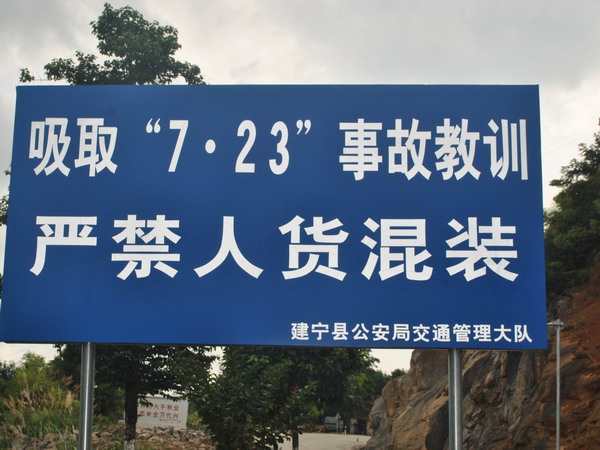 吸取“7·23”事故教训
严禁人货混装
建宁县公安局交通管理大队